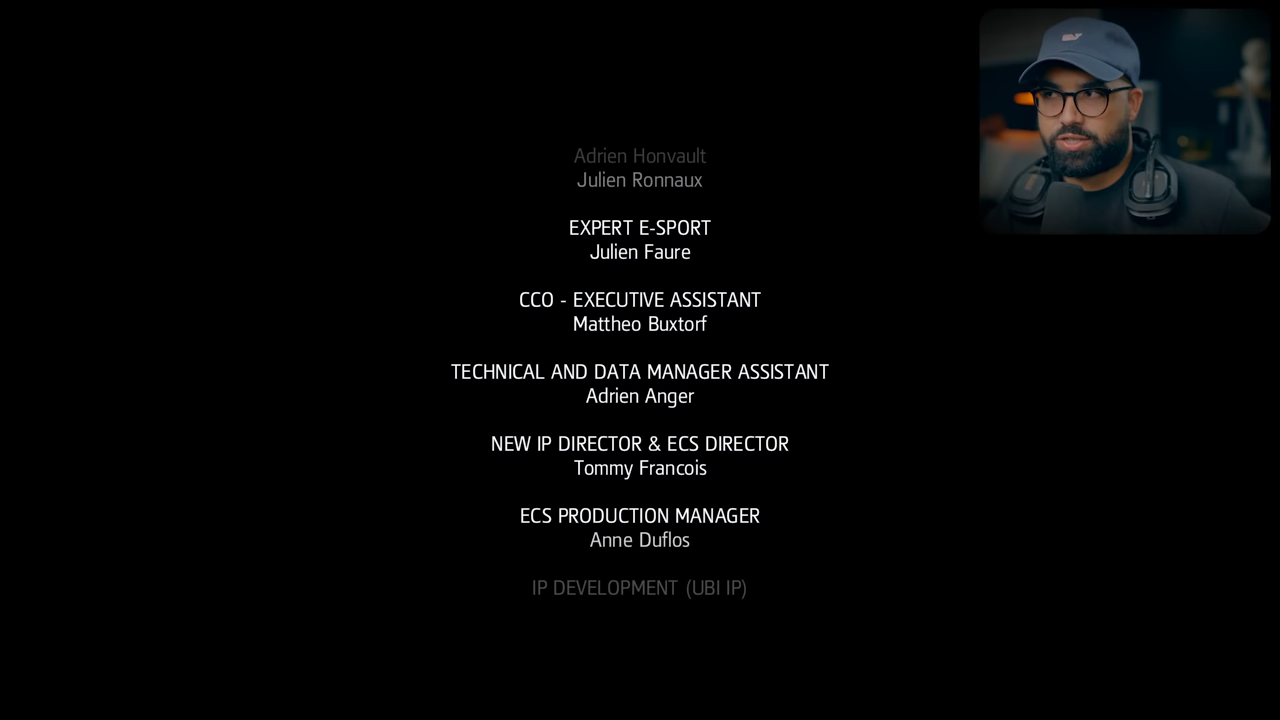 Adrien Honvault
Julien Ronnaux
EXPERT E-SPORT
Julien Faure
CCO - EXECUTIVE ASSISTANT
Mattheo Buxtorf
TECHNICAL AND DATA MANAGER ASSISTANT
Adrien Anger
NEW IP DIRECTOR & ECS DIRECTOR
Tommy Francois
ECS PRODUCTION MANAGER
Anne Duflos
IP DEVELOPMENT (UBI IP)